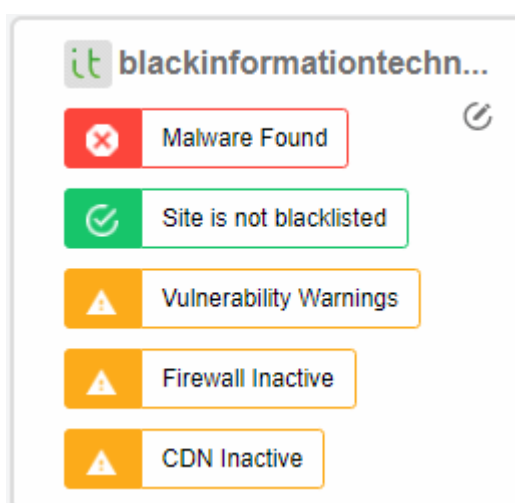 it blackinformationtechn...
Malware Found
Site is not blacklisted
Vulnerability Warnings
Firewall Inactive
CDN Inactive